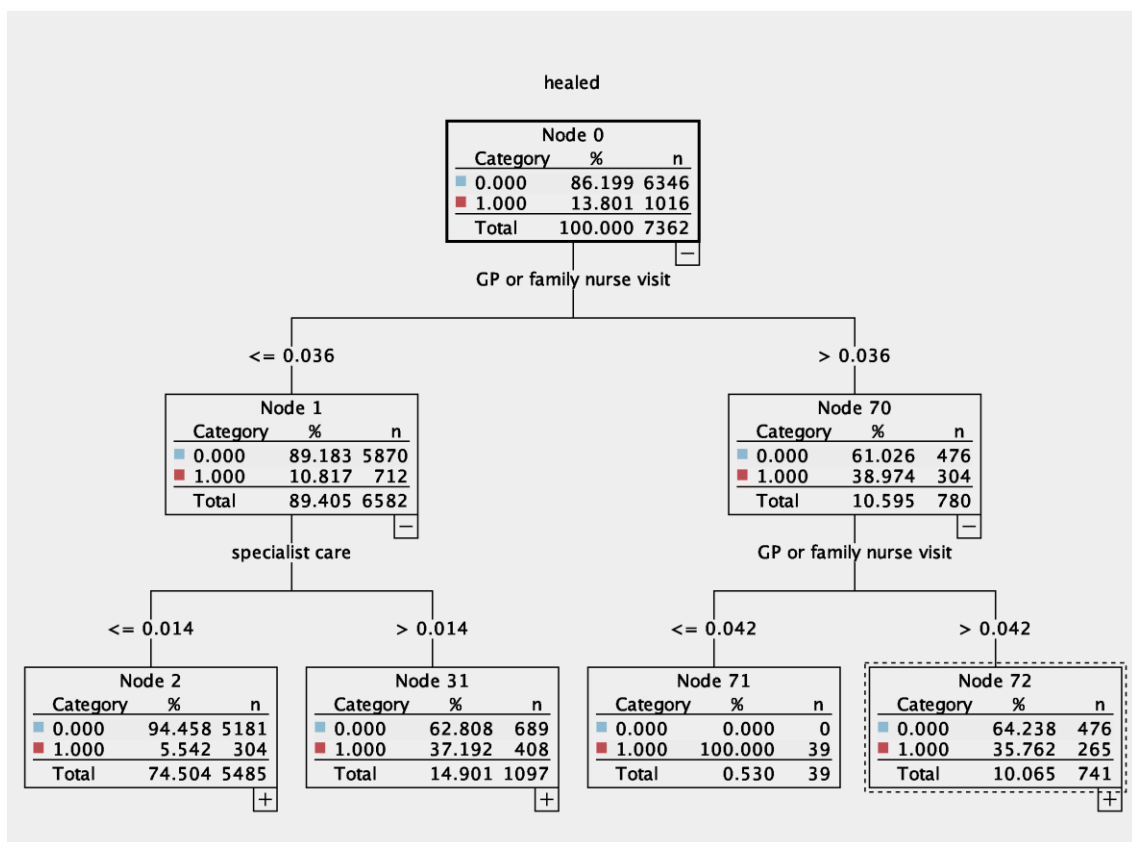 healed
Node 0
Category % n
0.000 86.199 6346
1.000 13.801 1016
Total 100.000 7362
GP or family nurse visit
<= 0.036
> 0.036
Node 1
Category % n
0.000 89.183 5870
1.000 10.817 712
Total 89.405 6582
Node 70
Category % n
0.000 61.026 476
1.000 38.974 304
Total 10.595 780
specialist care
GP or family nurse visit
<= 0.014
> 0.014
<= 0.042
> 0.042
Node 2
Category % n
0.000 94.458 5181
1.000 5.542 304
Total 74.504 5485
Node 31
Category % n
0.000 62.808 689
1.000 37.192 408
Total 14.901 1097
Node 71
Category % n
0.000 0.000 0
1.000 100.000 39
Total 0.530 39
Node 72
Category % n
0.000 64.238 476
1.000 35.762 265
Total 10.065 741